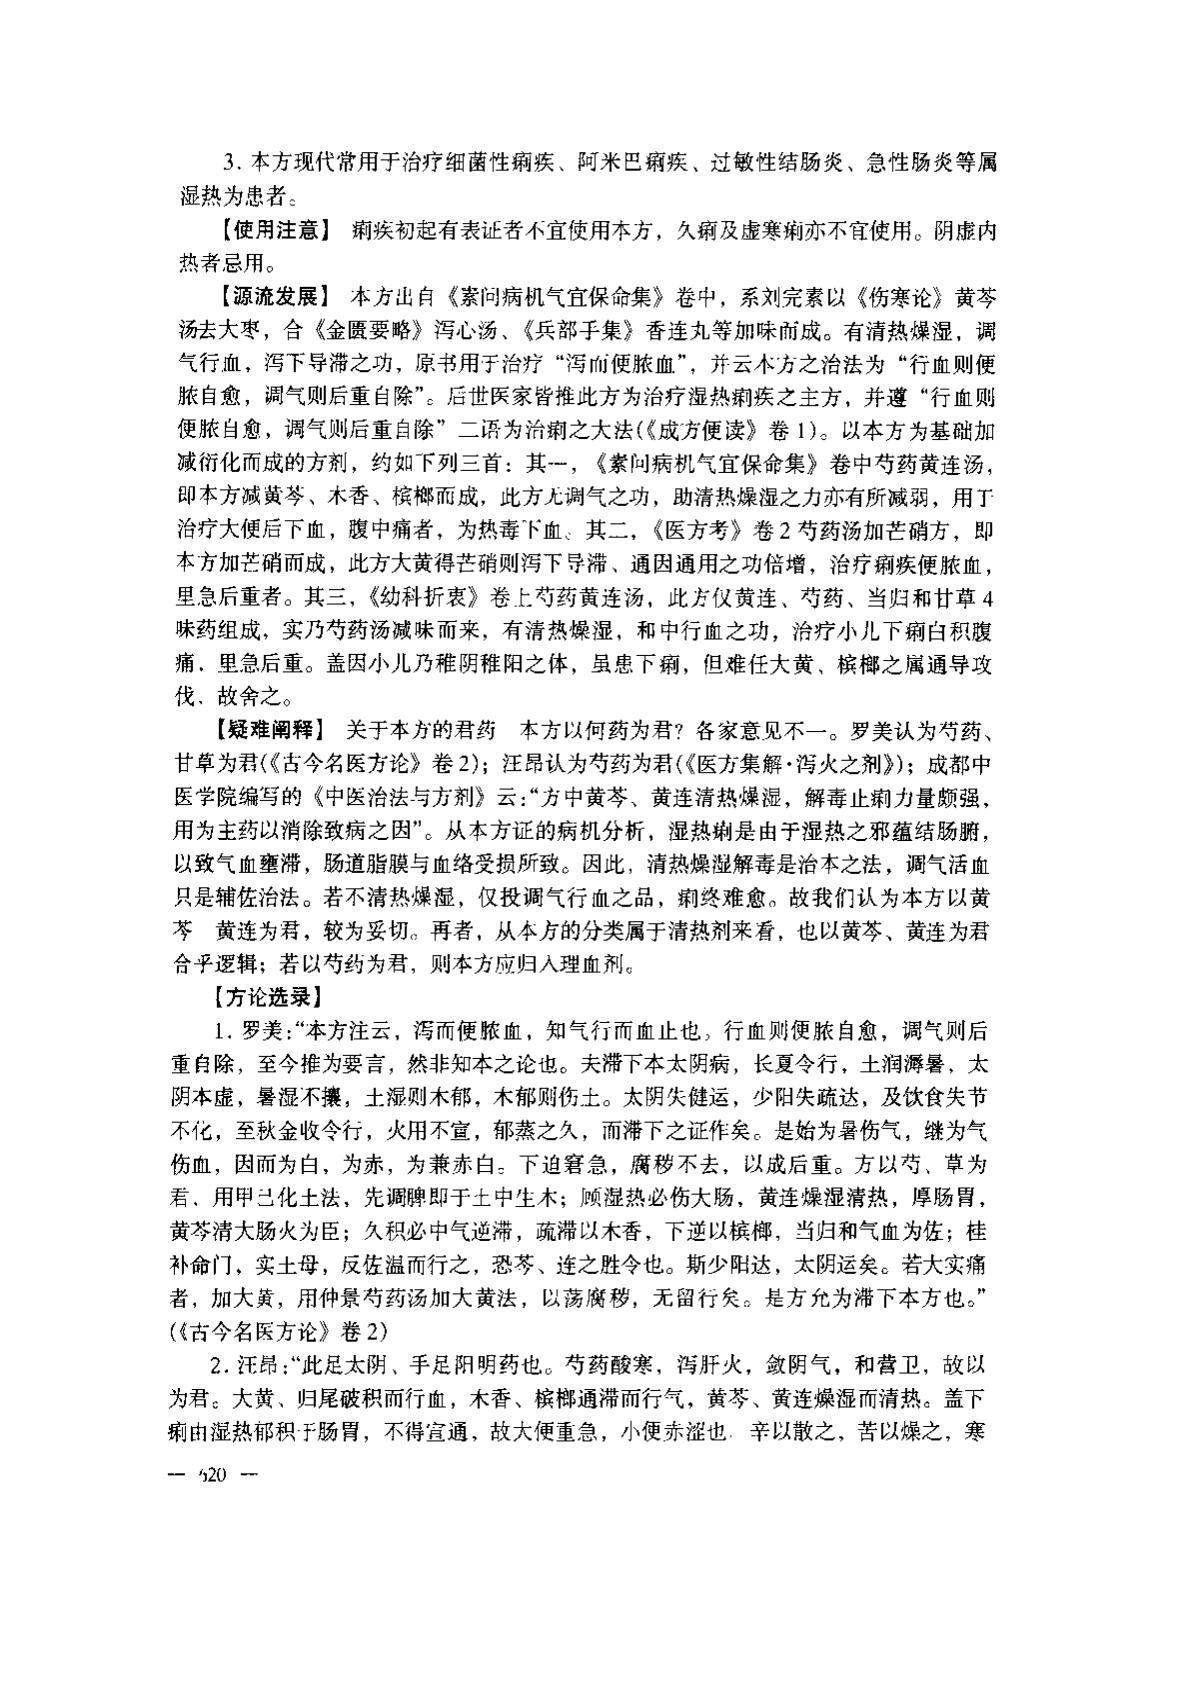 3. 本方现代常用于治疗细菌性痢疾、阿米巴痢疾、过敏性结肠炎、急性肠炎等属
湿热为患者。
【使用注意】 痢疾初起有表证者不宜使用本方，久痢及虚寒痢亦不宜使用。阴虚内
热者忌用。
【源流发展】 本方出自《素问病机气宜保命集》卷中，系刘完素以《伤寒论》黄芩
汤去大枣，合《金匮要略》泻心汤、《兵部手集》香连丸等加味而成。有清热燥湿，调
气行血，泻下导滞之功，原书用于治疗“泻而便脓血”，并云本方之治法为“行血则便
脓自愈，调气则后重自除”。后世医家皆推此方为治疗湿热痢疾之主方，并遵“行血则
便脓自愈，调气则后重自除”二语为治痢之大法(《成方便读》卷1)。以本方为基础加
减衍化而成的方剂，约如下列三首：其一，《素问病机气宜保命集》卷中芍药黄连汤，
即本方减黄芩、木香、槟榔而成，此方尤调气之功，助清热燥湿之力亦有所减弱，用于
治疗大便后下血，腹中痛者，为热毒下血、其二，《医方考》卷2芍药汤加芒硝方，即
本方加芒硝而成，此方大黄得芒硝则泻下导滞、通因通用之功倍增，治疗痢疾便脓血，
里急后重者。其三，《幼科折衷》卷上芍药黄连汤，此方仅黄连、芍药、当归和甘草4
味药组成，实乃芍药汤减味而来，有清热燥湿，和中行血之功，治疗小儿下痢白积腹
痛．里急后重。盖因小儿乃稚阴稚阳之体，虽患下痢，但难任大黄、槟榔之属通导攻
伐．故舍之。
【疑难阐释】 关于本方的君药 本方以何药为君？各家意见不一。罗美认为芍药、
甘草为君(《古今名医方论》卷2)；汪昂认为芍药为君(《医方集解·泻火之剂》)；成都中
医学院编写的《中医治法与方剂》云：“方中黄芩、黄连清热燥湿，解毒止痢力量颇强，
用为主药以消除致病之因”。从本方证的病机分析，湿热痢是由于湿热之邪蕴结肠腑，
以致气血壅滞，肠道脂膜与血络受损所致。因此，清热燥湿解毒是治本之法，调气活血
只是辅佐治法。若不清热燥湿，仅投调气行血之品，痢终难愈。故我们认为本方以黄
芩 黄连为君，较为妥切。再者，从本方的分类属于清热剂来看，也以黄芩、黄连为君
合乎逻辑；若以芍药为君，则本方应归入理血剂。
【方论选录】
1. 罗美：“本方注云，泻而便脓血，知气行而血止也。行血则便脓自愈，调气则后
重自除，至今推为要言，然非知本之论也。夫滞下本太阴病，长夏令行，土润溽暑，太
阴本虚，暑湿不攘，土湿则木郁，木郁则伤土。太阴失健运，少阳失疏达，及饮食失节
不化，至秋金收令行，火用不宣，郁蒸之久，而滞下之证作矣。是始为暑伤气，继为气
伤血，因而为白，为赤，为兼赤白。下迫窘急，腐秽不去，以成后重。方以芍、草为
君．用甲己化土法，先调脾即于土中生木；顾湿热必伤大肠，黄连燥湿清热，厚肠胃，
黄芩清大肠火为臣；久积必中气逆滞，疏滞以木香，下逆以槟榔，当归和气血为佐；桂
补命门，实土母，反佐温而行之，恐芩、连之胜令也。斯少阳达，太阴运矣。若大实痛
者，加大黄，用仲景芍药汤加大黄法，以荡腐秽，无留行矣。是方允为滞下本方也。”
(《古今名医方论》卷2)
2. 汪昂：“此足太阴、手足阳明药也。芍药酸寒，泻肝火，敛阴气，和营卫，故以
为君。大黄、归尾破积而行血，木香、槟榔通滞而行气，黄芩、黄连燥湿而清热。盖下
痢由湿热郁积于肠胃，不得宣通，故大便重急，小便赤涩也．辛以散之，苦以燥之，寒
— 620 —